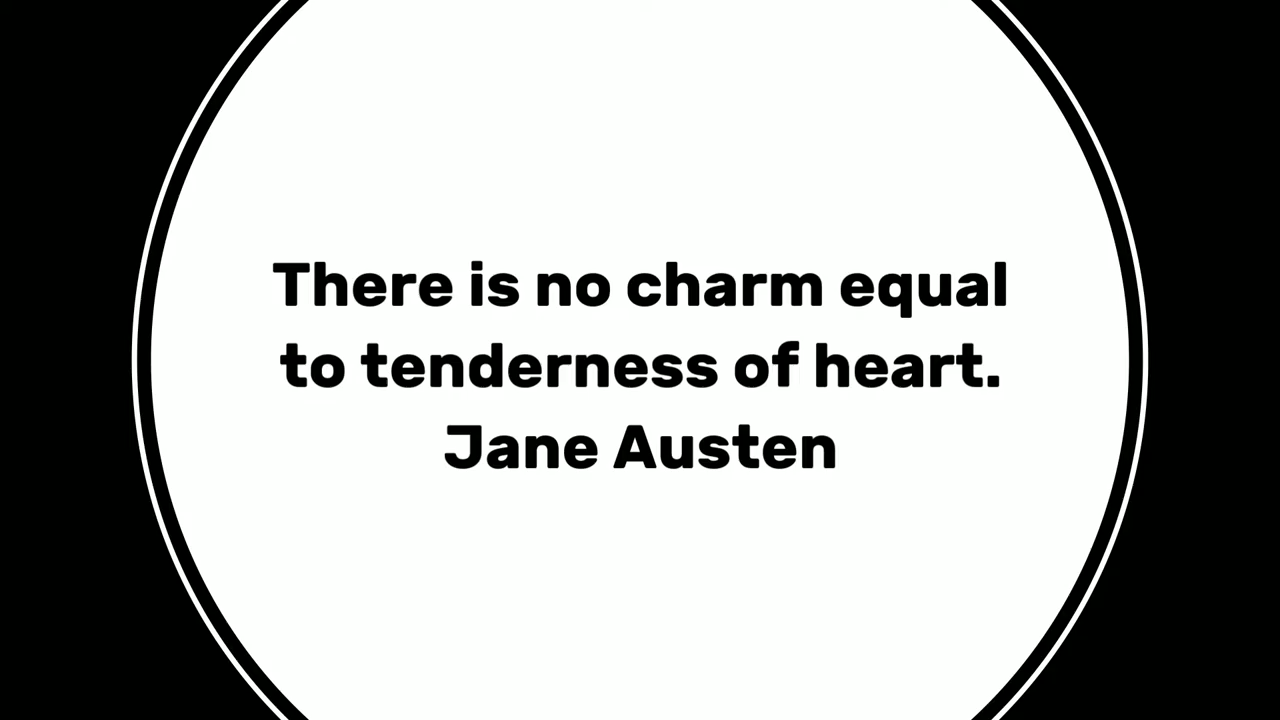 There is no charm equal
to tenderness of heart.
Jane Austen